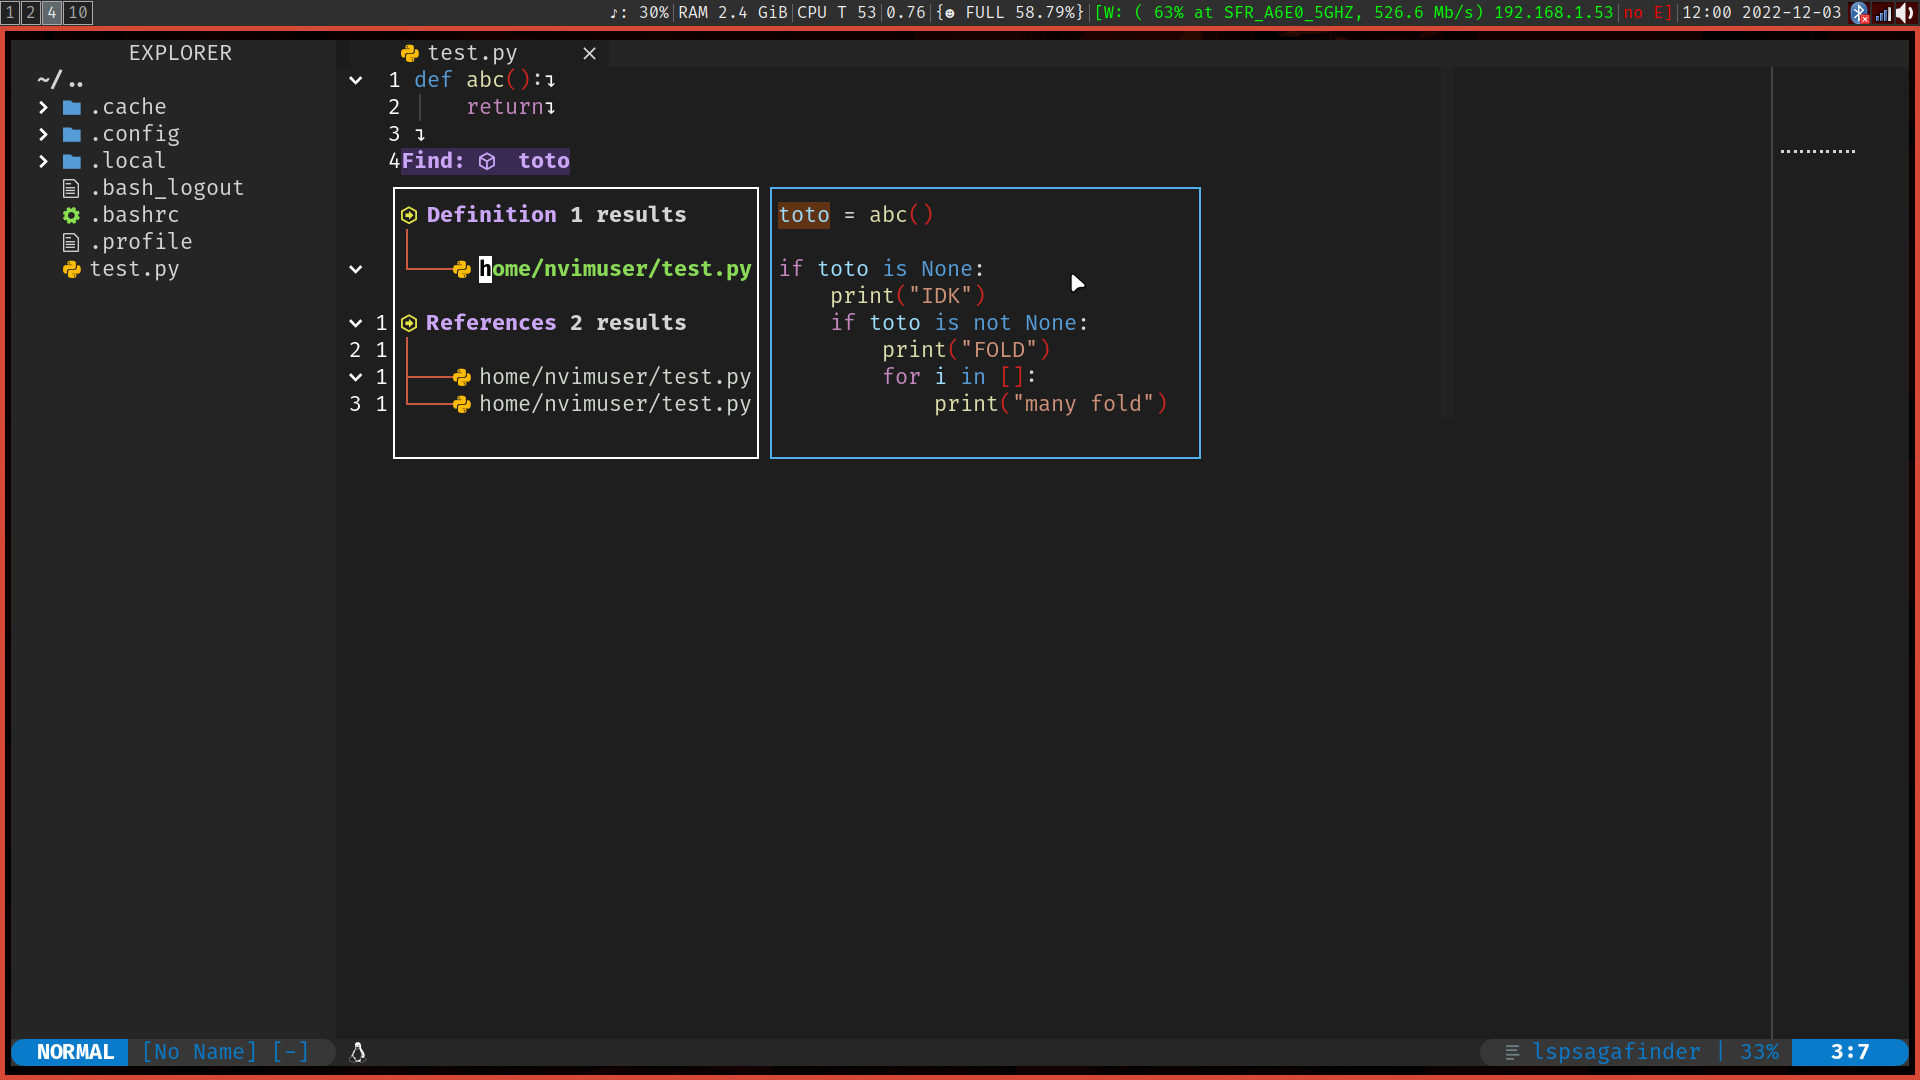 1 2 4 10
♪: 30%|RAM 2.4 GiB|CPU T 53|0.76|{☻ FULL 58.79%}|[W: ( 63% at SFR_A6E0_5GHZ, 526.6 Mb/s) 192.168.1.53|no E]|12:00 2022-12-03
EXPLORER
~/..
.cache
.config
.local
.bash_logout
.bashrc
.profile
test.py
test.py ×
1 def abc():↴
2 return↴
3 ↴
4Find: toto
Definition 1 results
home/nvimuser/test.py
1 References 2 results
2 1
1 home/nvimuser/test.py
3 1 home/nvimuser/test.py
toto = abc()
if toto is None:
print("IDK")
if toto is not None:
print("FOLD")
for i in []:
print("many fold")
NORMAL [No Name] [-]
lspsagafinder | 33% 3:7